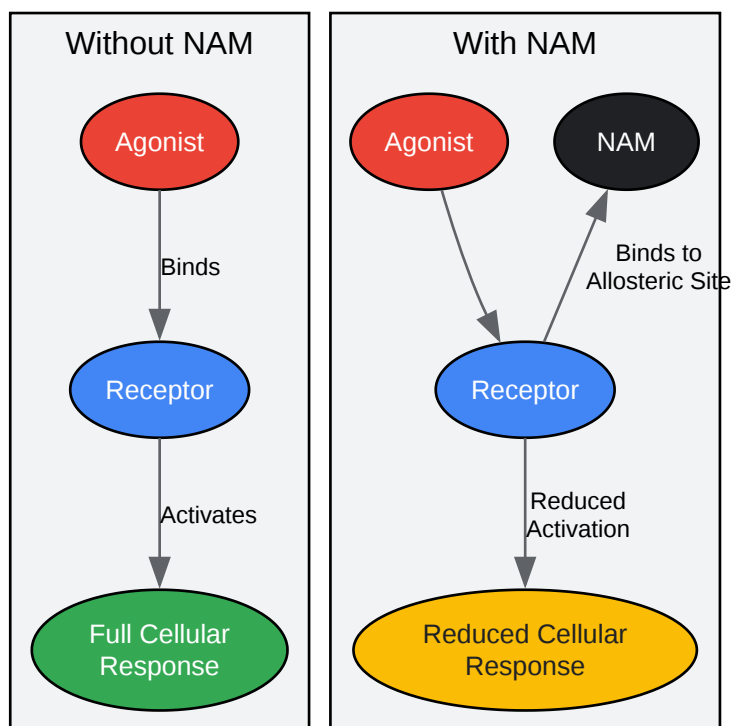 Without NAM
Agonist
Binds
Receptor
Activates
Full Cellular
Response
With NAM
Agonist
NAM
Binds to
Allosteric Site
Receptor
Reduced
Activation
Reduced Cellular
Response